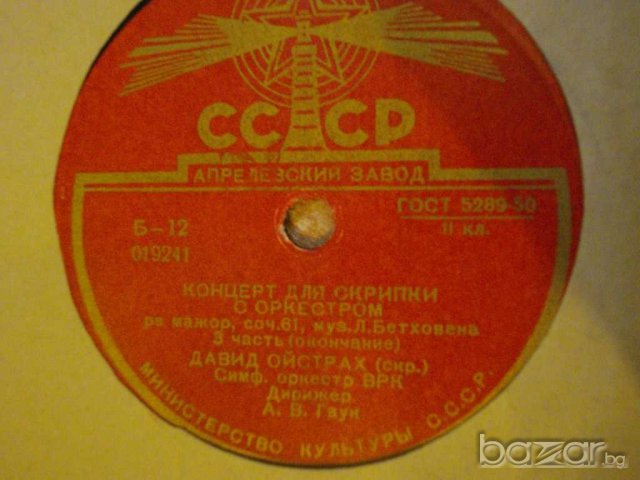 СССР
АПРЕЛЕВСКИЙ ЗАВОД
ГОСТ 5289-50
Б-12
II кл.
019241
КОНЦЕРТ ДЛЯ СКРИПКИ
С ОРКЕСТРОМ
ре мажор, соч.61, муз.Л.Бетховена
3 часть (окончание)
ДАВИД ОЙСТРАХ (скр.)
Симф. оркестр ВРК
Дирижер
А. В. Гаук
МИНИСТЕРСТВО КУЛЬТУРЫ С.С.С.Р.
bazar.bg